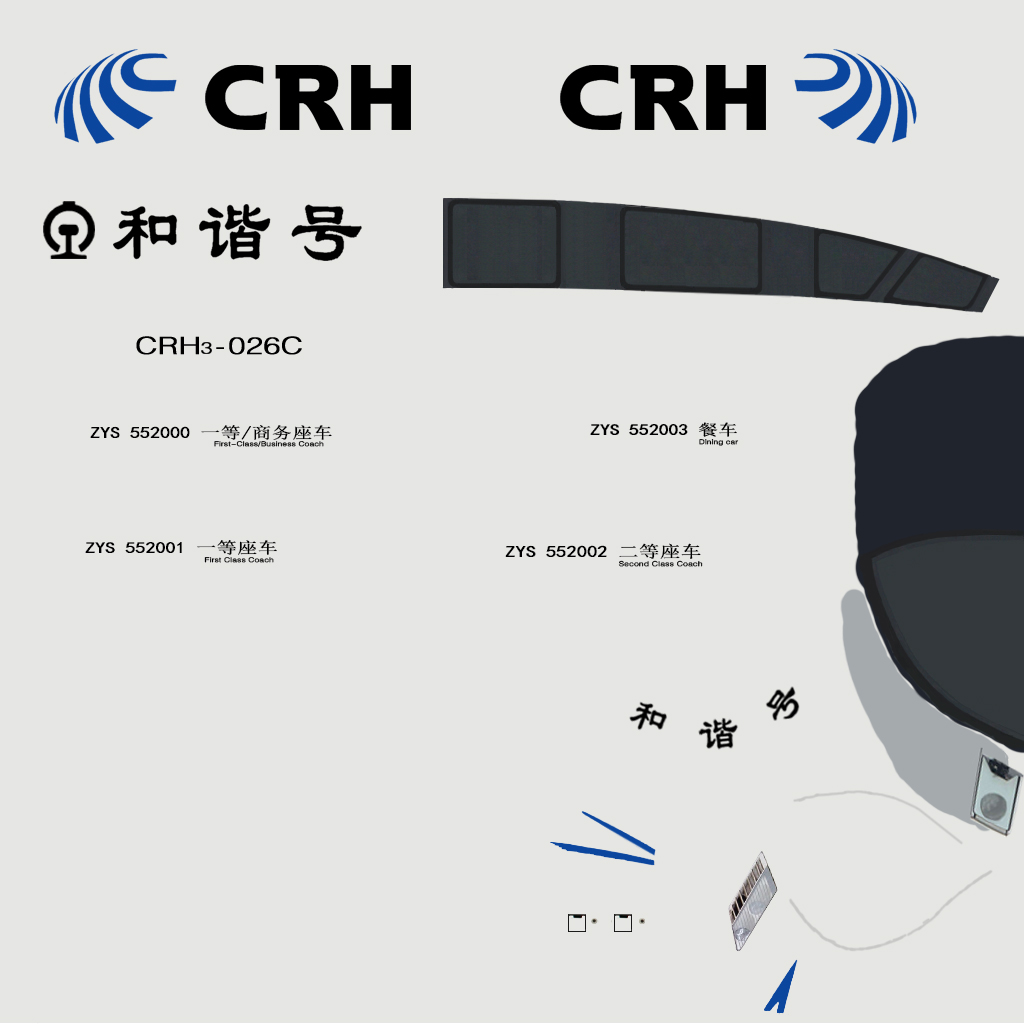 CRH
CRH
和谐号
CRH3-026C
ZYS 552000 一等/商务座车
First-Class/Business Coach
ZYS 552003 餐车
Dining car
ZYS 552001 一等座车
First Class Coach
ZYS 552002 二等座车
Second Class Coach
和谐号